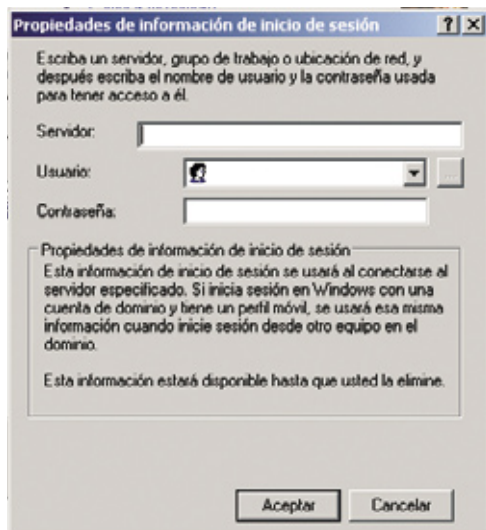 Propiedades de información de inicio de sesión
Escriba un servidor, grupo de trabajo o ubicación de red, y
después escriba el nombre de usuario y la contraseña usada
para tener acceso a él.
Servidor:
Usuario:
...
Contraseña:
Propiedades de información de inicio de sesión
Esta información de inicio de sesión se usará al conectarse al
servidor especificado. Si inicia sesión en Windows con una
cuenta de dominio y tiene un perfil móvil, se usará esa misma
información cuando inicie sesión desde otro equipo en el
dominio.
Esta información estará disponible hasta que usted la elimine.
Aceptar
Cancelar